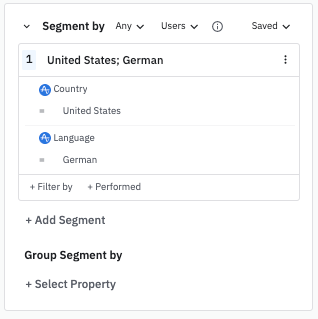 Segment by Any Users Saved
1 United States; German
Country
= United States
Language
= German
+ Filter by + Performed
+ Add Segment
Group Segment by
+ Select Property